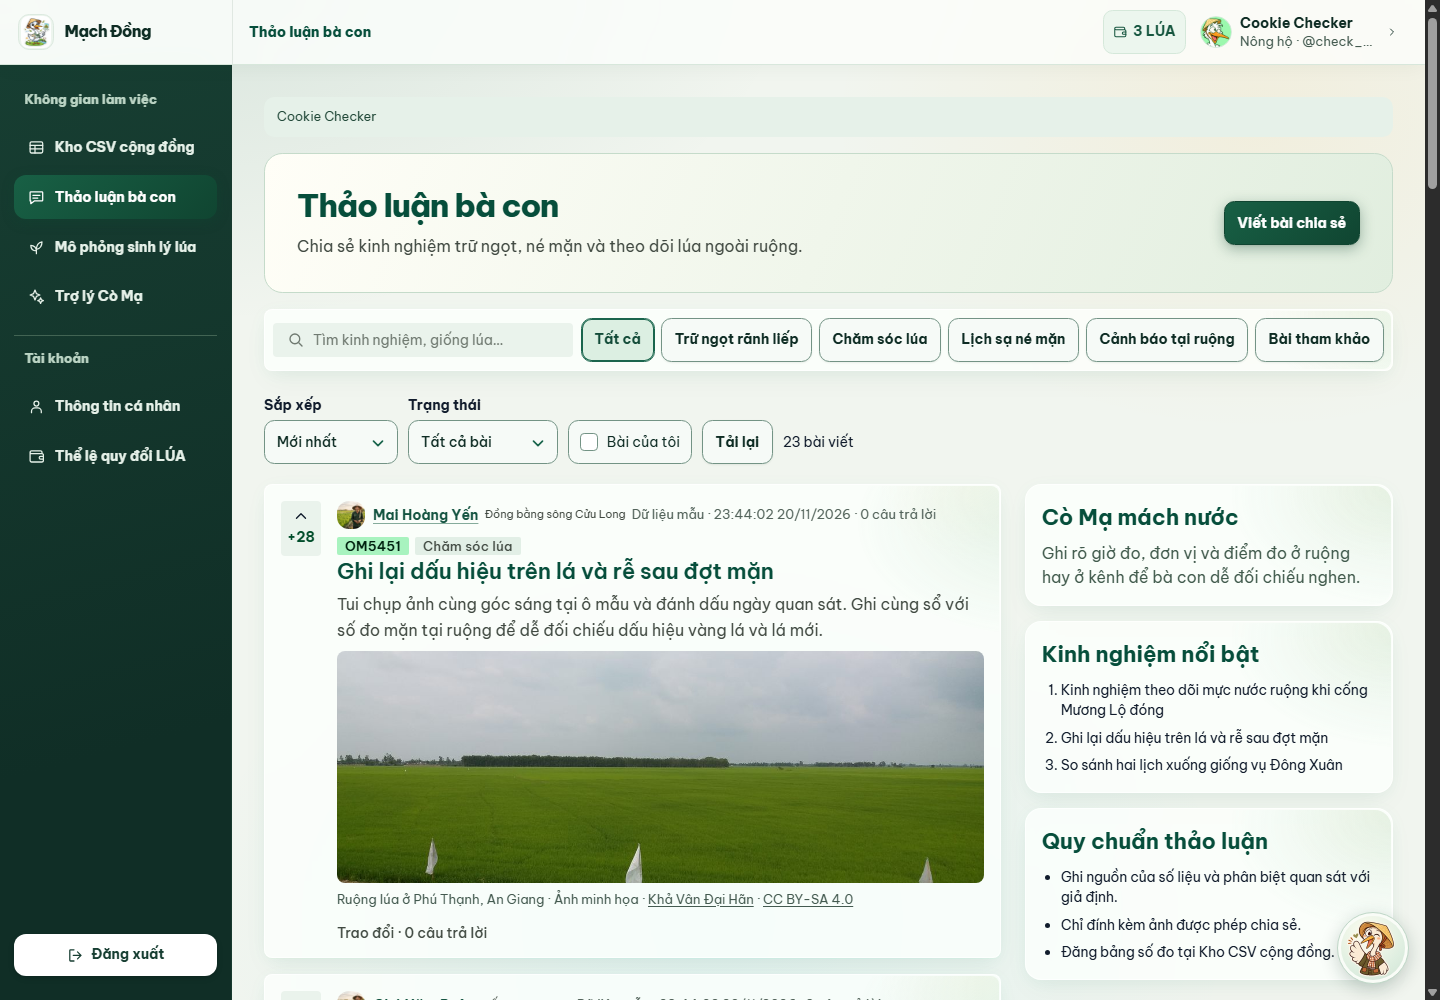 Mạch Đồng
Thảo luận bà con
3 LÚA
Cookie Checker
Nông hộ · @check_...
Không gian làm việc
Kho CSV cộng đồng
Thảo luận bà con
Mô phỏng sinh lý lúa
Trợ lý Cò Mạ
Tài khoản
Thông tin cá nhân
Thể lệ quy đổi LÚA
Đăng xuất
Cookie Checker
Thảo luận bà con
Chia sẻ kinh nghiệm trữ ngọt, né mặn và theo dõi lúa ngoài ruộng.
Viết bài chia sẻ
Tìm kinh nghiệm, giống lúa...
Tất cả
Trữ ngọt rãnh liếp
Chăm sóc lúa
Lịch sạ né mặn
Cảnh báo tại ruộng
Bài tham khảo
Sắp xếp
Trạng thái
Mới nhất
Tất cả bài
Bài của tôi
Tải lại
23 bài viết
+28
Mai Hoàng Yến Đồng bằng sông Cửu Long Dữ liệu mẫu · 23:44:02 20/11/2026 · 0 câu trả lời
OM5451
Chăm sóc lúa
Ghi lại dấu hiệu trên lá và rễ sau đợt mặn
Tui chụp ảnh cùng góc sáng tại ô mẫu và đánh dấu ngày quan sát. Ghi cùng sổ với
số đo mặn tại ruộng để dễ đối chiếu dấu hiệu vàng lá và lá mới.
Ruộng lúa ở Phú Thạnh, An Giang · Ảnh minh họa · Khả Vân Đại Hãn · CC BY-SA 4.0
Trao đổi · 0 câu trả lời
Cò Mạ mách nước
Ghi rõ giờ đo, đơn vị và điểm đo ở ruộng
hay ở kênh để bà con dễ đối chiếu nghen.
Kinh nghiệm nổi bật
1. Kinh nghiệm theo dõi mực nước ruộng khi cống
Mương Lộ đóng
2. Ghi lại dấu hiệu trên lá và rễ sau đợt mặn
3. So sánh hai lịch xuống giống vụ Đông Xuân
Quy chuẩn thảo luận
Ghi nguồn của số liệu và phân biệt quan sát với
giả định.
Chỉ đính kèm ảnh được phép chia sẻ.
Đăng bảng số đo tại Kho CSV cộng đồng.